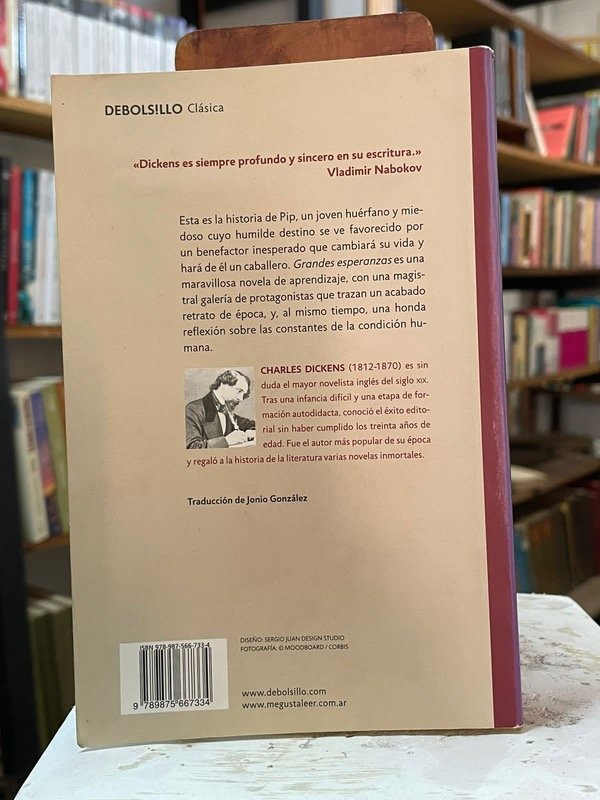 DEBOLS!LLO Clásica
«Dickens es siempre profundo y sincero en su escritura.»
Vladimir Nabokov
Esta es la historia de Pip, un joven huérfano y mie-
doso cuyo humilde destino se ve favorecido por
un benefactor inesperado que cambiará su vida y
hará de él un caballero. Grandes esperanzas es una
maravillosa novela de aprendizaje, con una magis-
tral galería de protagonistas que trazan un acabado
retrato de época, y, al mismo tiempo, una honda
reflexión sobre las constantes de la condición hu-
mana.
CHARLES DICKENS (1812-1870) es sin
duda el mayor novelista inglés del siglo XIX.
Tras una infancia difícil y una etapa de for-
mación autodidacta, conoció el éxito edito-
rial sin haber cumplido los treinta años de
edad. Fue el autor más popular de su época
y regaló a la historia de la literatura varias novelas inmortales.
Traducción de Jonio González
ISBN 978-987-566-733-4
9 789875 667334
DISEÑO: SERGIO JUAN DESIGN STUDIO
FOTOGRAFÍA: © MOODBOARD / CORBIS
www.debolsillo.com
www.megustaleer.com.ar